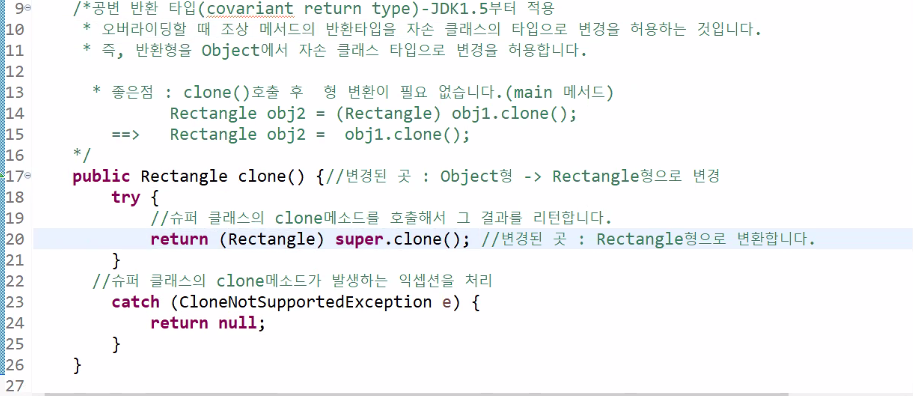 9 /*공변 반환 타입(covariant return type)-JDK1.5부터 적용
10 * 오버라이딩할 때 조상 메서드의 반환타입을 자손 클래스의 타입으로 변경을 허용하는 것입니다.
11 * 즉, 반환형을 Object에서 자손 클래스 타입으로 변경을 허용합니다.
12
13 * 좋은점 : clone()호출 후  형 변환이 필요 없습니다.(main 메서드)
14 Rectangle obj2 = (Rectangle) obj1.clone();
15 ==>   Rectangle obj2 =  obj1.clone();
16 */
17 public Rectangle clone() {//변경된 곳 : Object형 -> Rectangle형으로 변경
18 try {
19 //슈퍼 클래스의 clone메소드를 호출해서 그 결과를 리턴합니다.
20 return (Rectangle) super.clone(); //변경된 곳 : Rectangle형으로 변환합니다.
21 }
22 //슈퍼 클래스의 clone메소드가 발생하는 익셉션을 처리
23 catch (CloneNotSupportedException e) {
24 return null;
25 }
26 }
27